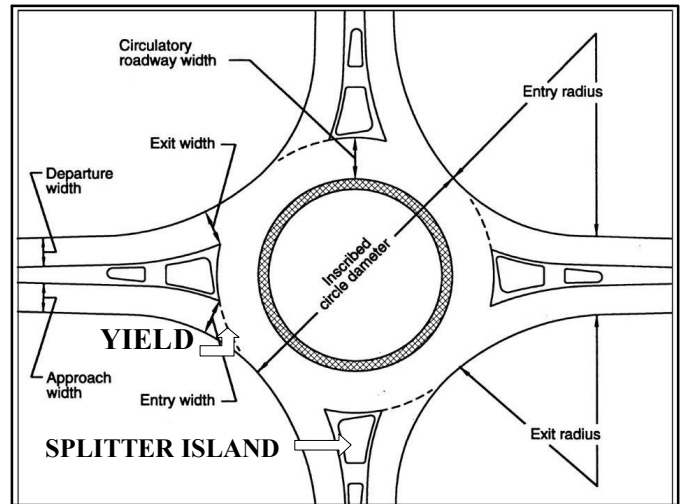 Circulatory
roadway width
Entry radius
Exit width
Departure
width
Inscribed
circle dameter
YIELD
Approach
width
Entry width
SPLITTER ISLAND
Exit radius